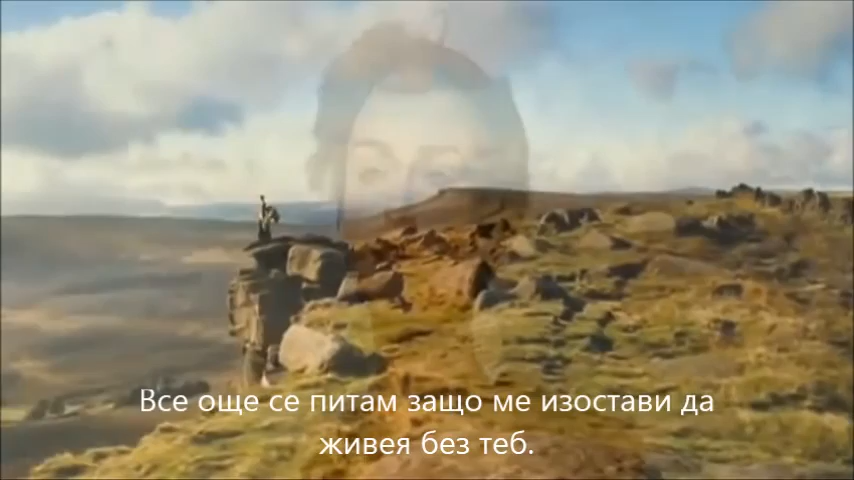 Все още се питам защо ме изостави да
живея без теб.